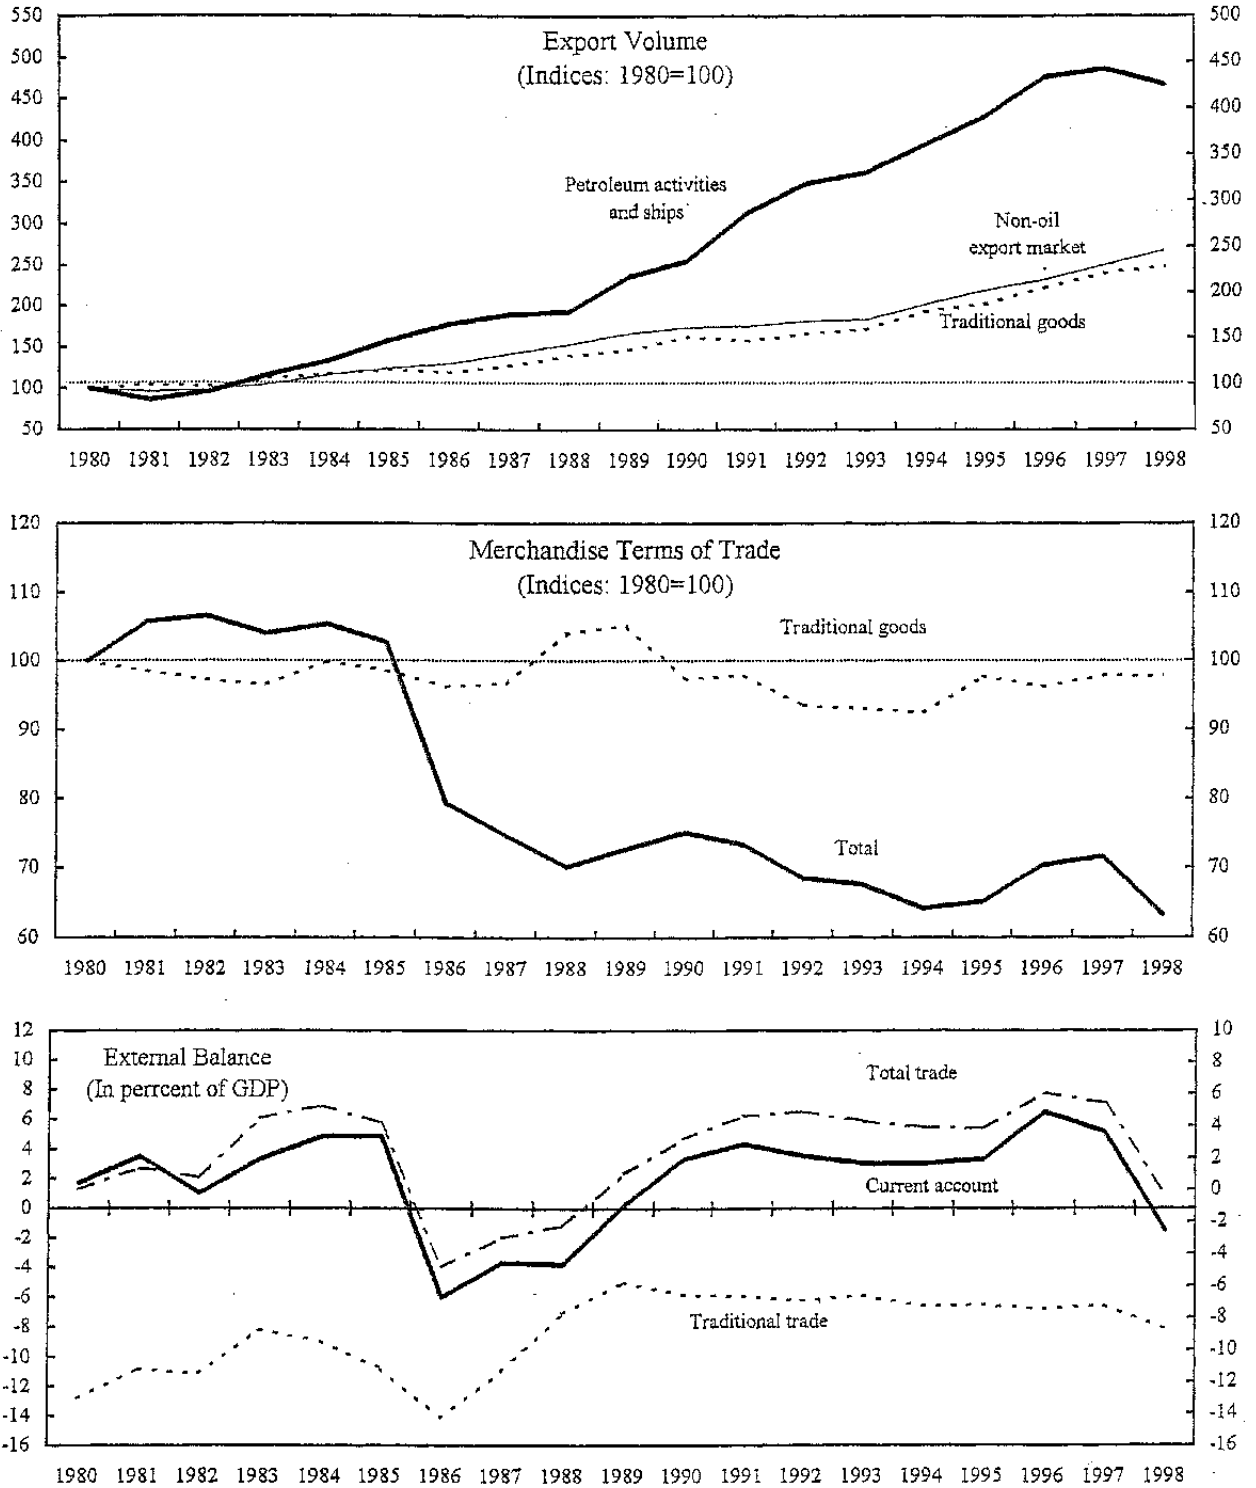 Export Volume
(Indices: 1980=100)
550 500
500 450
450 400
400 350
350 300
300 250
250 200
200 150
150 100
100 50
50
Petroleum activities
and ships
Non-oil
export market
Traditional goods
1980 1981 1982 1983 1984 1985 1986 1987 1988 1989 1990 1991 1992 1993 1994 1995 1996 1997 1998
Merchandise Terms of Trade
(Indices: 1980=100)
120 120
110 110
100 100
90 90
80 80
70 70
60 60
Traditional goods
Total
1980 1981 1982 1983 1984 1985 1986 1987 1988 1989 1990 1991 1992 1993 1994 1995 1996 1997 1998
External Balance
(In perrcent of GDP)
12 10
10 8
8 6
6 4
4 2
2 0
0 -2
-2 -4
-4 -6
-6 -8
-8 -10
-10 -12
-12 -14
-14 -16
-16
Total trade
Current account
Traditional trade
1980 1981 1982 1983 1984 1985 1986 1987 1988 1989 1990 1991 1992 1993 1994 1995 1996 1997 1998